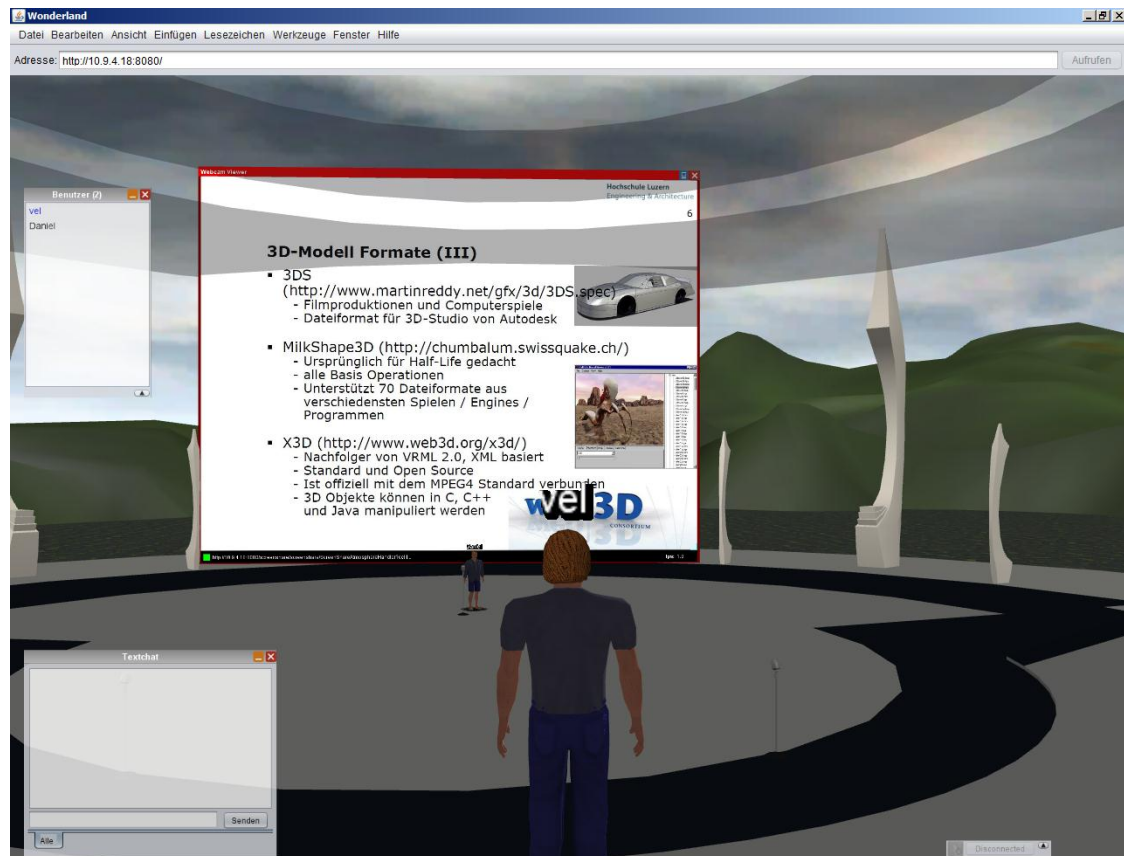 Wonderland
Datei Bearbeiten Ansicht Einfügen Lesezeichen Werkzeuge Fenster Hilfe
Adresse: http://10.9.4.18:8080/ Aufrufen
Webcam Viewer
Hochschule Luzern
Engineering & Architecture
6
Benutzer (2)
vel
Daniel
3D-Modell Formate (III)
▪ 3DS
(http://www.martinreddy.net/gfx/3d/3DS.spec)
- Filmproduktionen und Computerspiele
- Dateiformat für 3D-Studio von Autodesk
▪ MilkShape3D (http://chumbalum.swissquake.ch/)
- Ursprünglich für Half-Life gedacht
- alle Basis Operationen
- Unterstützt 70 Dateiformate aus
verschiedensten Spielen / Engines /
Programmen
▪ X3D (http://www.web3d.org/x3d/)
- Nachfolger von VRML 2.0, XML basiert
- Standard und Open Source
- Ist offiziell mit dem MPEG4 Standard verbunden
- 3D Objekte können in C, C++
und Java manipuliert werden
vel
3D
CONSORTIUM
Textchat
Senden
Alle
Disconnected